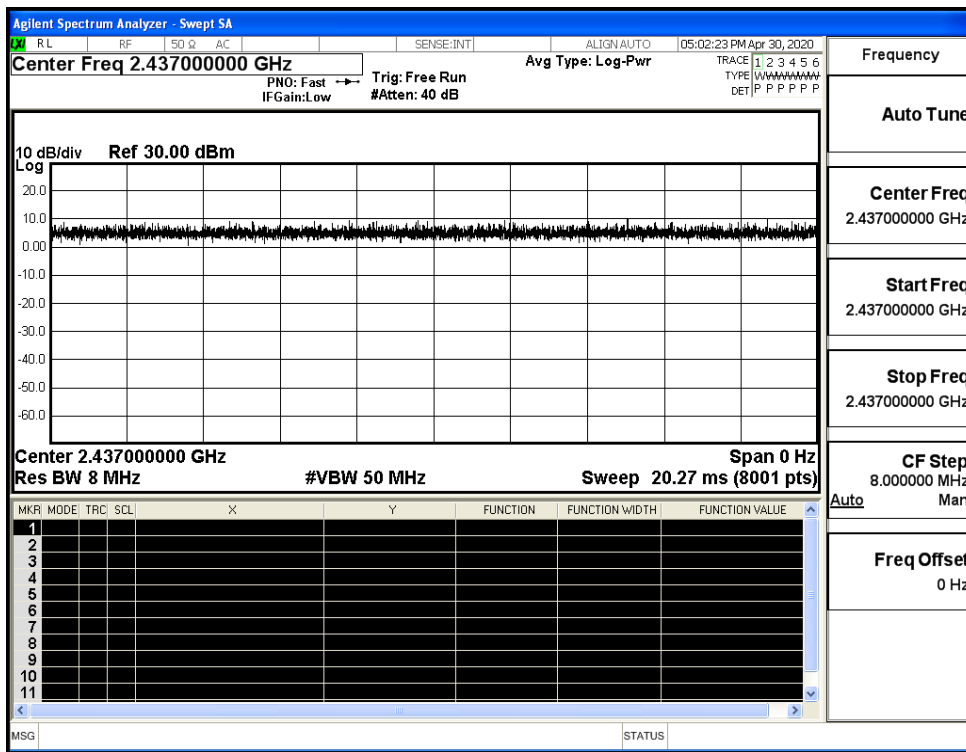 Agilent Spectrum Analyzer - Swept SA
LXI RL RF 50 Ω AC SENSE:INT ALIGN AUTO 05:02:23 PM Apr 30, 2020
Center Freq 2.437000000 GHz
PNO: Fast
IFGain:Low
Trig: Free Run
#Atten: 40 dB
Avg Type: Log-Pwr
TRACE 1 2 3 4 5 6
TYPE WWWWWW
DET P P P P P P
10 dB/div Ref 30.00 dBm
Log
20.0
10.0
0.00
-10.0
-20.0
-30.0
-40.0
-50.0
-60.0
Center 2.437000000 GHz Span 0 Hz
Res BW 8 MHz #VBW 50 MHz Sweep 20.27 ms (8001 pts)
MKR MODE TRC SCL X Y FUNCTION FUNCTION WIDTH FUNCTION VALUE
1
2
3
4
5
6
7
8
9
10
11
MSG STATUS
Frequency
Auto Tune
Center Freq
2.437000000 GHz
Start Freq
2.437000000 GHz
Stop Freq
2.437000000 GHz
CF Step
8.000000 MHz
Auto Man
Freq Offset
0 Hz